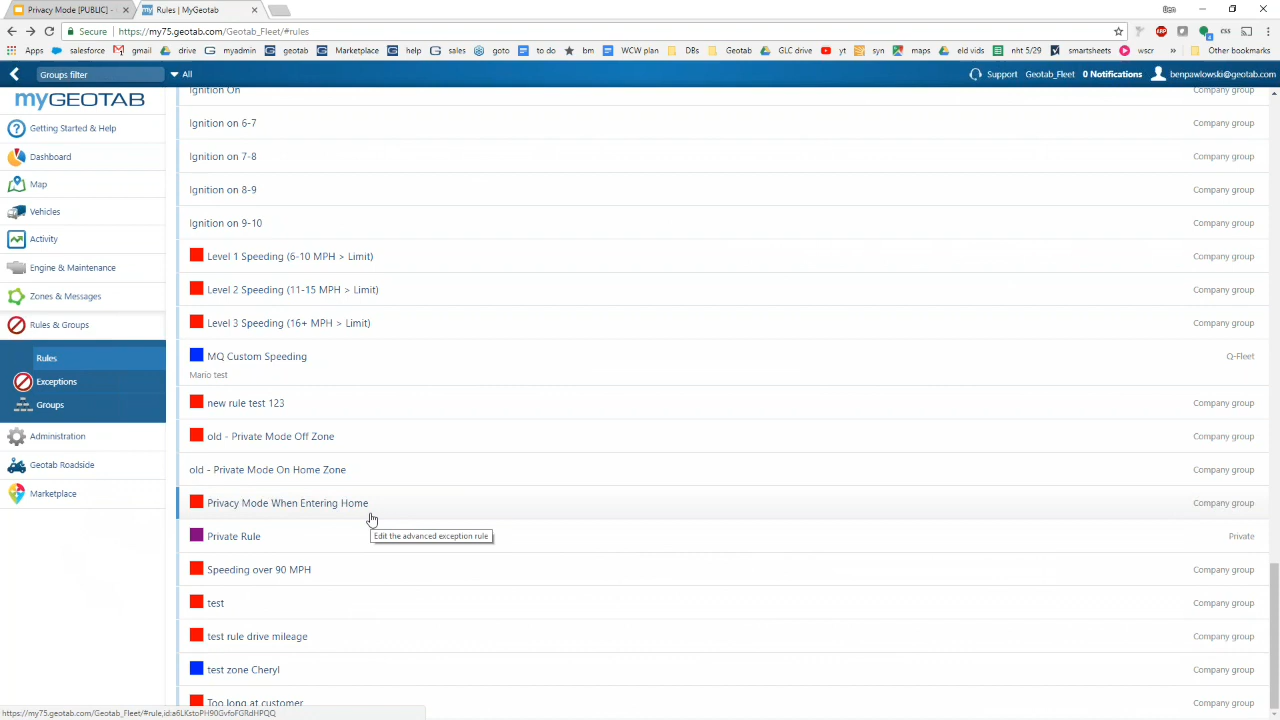 Privacy Mode [PUBLIC] -
Rules | MyGeotab
Ben
Secure
https://my75.geotab.com/Geotab_Fleet/#rules
Apps salesforce gmail drive myadmin geotab Marketplace help sales goto to do bm WCW plan DBs Geotab GLC drive yt syn maps eld vids nht 5/29 smartsheets wscr » Other bookmarks
Groups filter
All
Support Geotab_Fleet 0 Notifications benpawlowski@geotab.com
myGEOTAB
Getting Started & Help
Dashboard
Map
Vehicles
Activity
Engine & Maintenance
Zones & Messages
Rules & Groups
Rules
Exceptions
Groups
Administration
Geotab Roadside
Marketplace
Ignition On Company group
Ignition on 6-7 Company group
Ignition on 7-8 Company group
Ignition on 8-9 Company group
Ignition on 9-10 Company group
Level 1 Speeding (6-10 MPH > Limit) Company group
Level 2 Speeding (11-15 MPH > Limit) Company group
Level 3 Speeding (16+ MPH > Limit) Company group
MQ Custom Speeding Q-Fleet
Mario test
new rule test 123 Company group
old - Private Mode Off Zone Company group
old - Private Mode On Home Zone Company group
Privacy Mode When Entering Home Company group
Edit the advanced exception rule
Private Rule Private
Speeding over 90 MPH Company group
test Company group
test rule drive mileage Company group
test zone Cheryl Company group
Too long at customer Company group
https://my75.geotab.com/Geotab_Fleet/#rule,id:a6LKstoPH90GvfoFGRdHPQQ